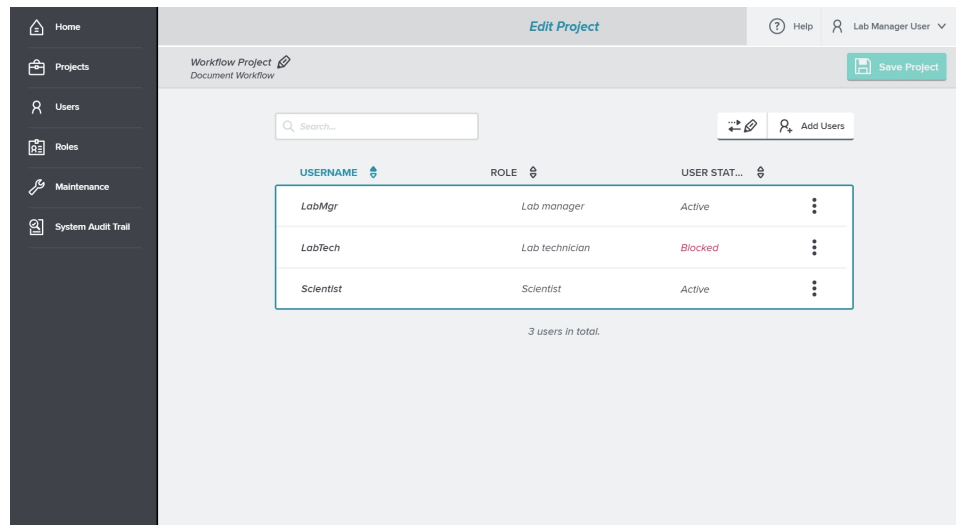 Home
Edit Project
Help
Lab Manager User
Projects
Workflow Project
Document Workflow
Save Project
Users
Search...
Add Users
Roles
USERNAME ROLE USER STAT...
Maintenance
LabMgr Lab manager Active
System Audit Trail
LabTech Lab technician Blocked
Scientist Scientist Active
3 users in total.